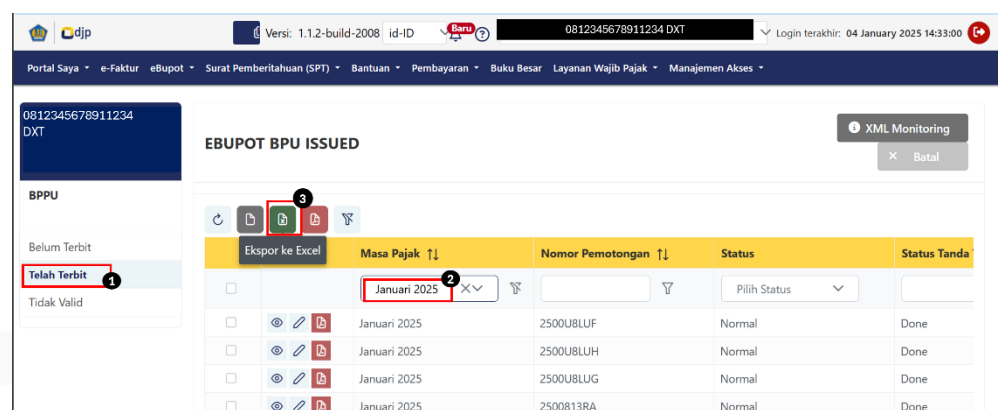 djp
Versi: 1.1.2-build-2008 id-ID Baru 0812345678911234 DXT Login terakhir: 04 January 2025 14:33:00
Portal Saya e-Faktur eBupot Surat Pemberitahuan (SPT) Bantuan Pembayaran Buku Besar Layanan Wajib Pajak Manajemen Akses
0812345678911234
DXT
EBUPOT BPU ISSUED
XML Monitoring
Batal
BPPU
Belum Terbit
Telah Terbit 1
Tidak Valid
3
Ekspor ke Excel
Masa Pajak Nomor Pemotongan Status Status Tanda
Januari 2025 2 Pilih Status
Januari 2025 2500U8LUF Normal Done
Januari 2025 2500U8LUH Normal Done
Januari 2025 2500U8LUG Normal Done
Januari 2025 2500813RA Normal Done